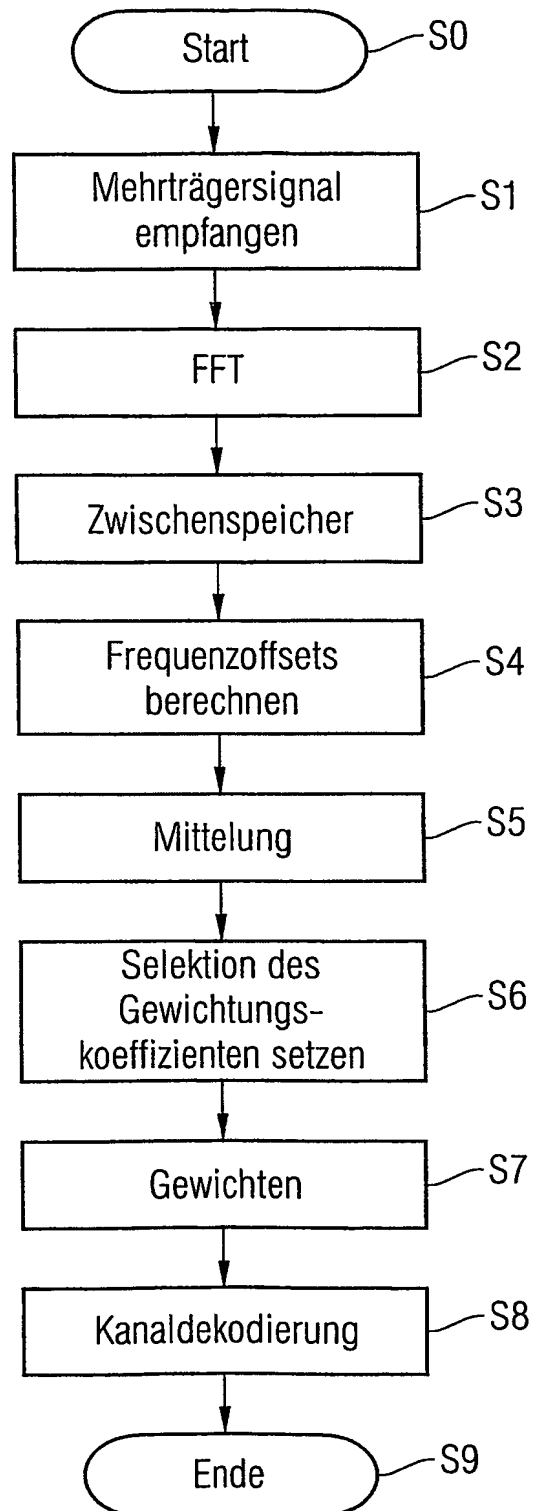 Start
S0
Mehrträgersignal
empfangen
S1
FFT
S2
Zwischenspeicher
S3
Frequenzoffsets
berechnen
S4
Mittelung
S5
Selektion des
Gewichtungs-
koeffizienten setzen
S6
Gewichten
S7
Kanaldekodierung
S8
Ende
S9